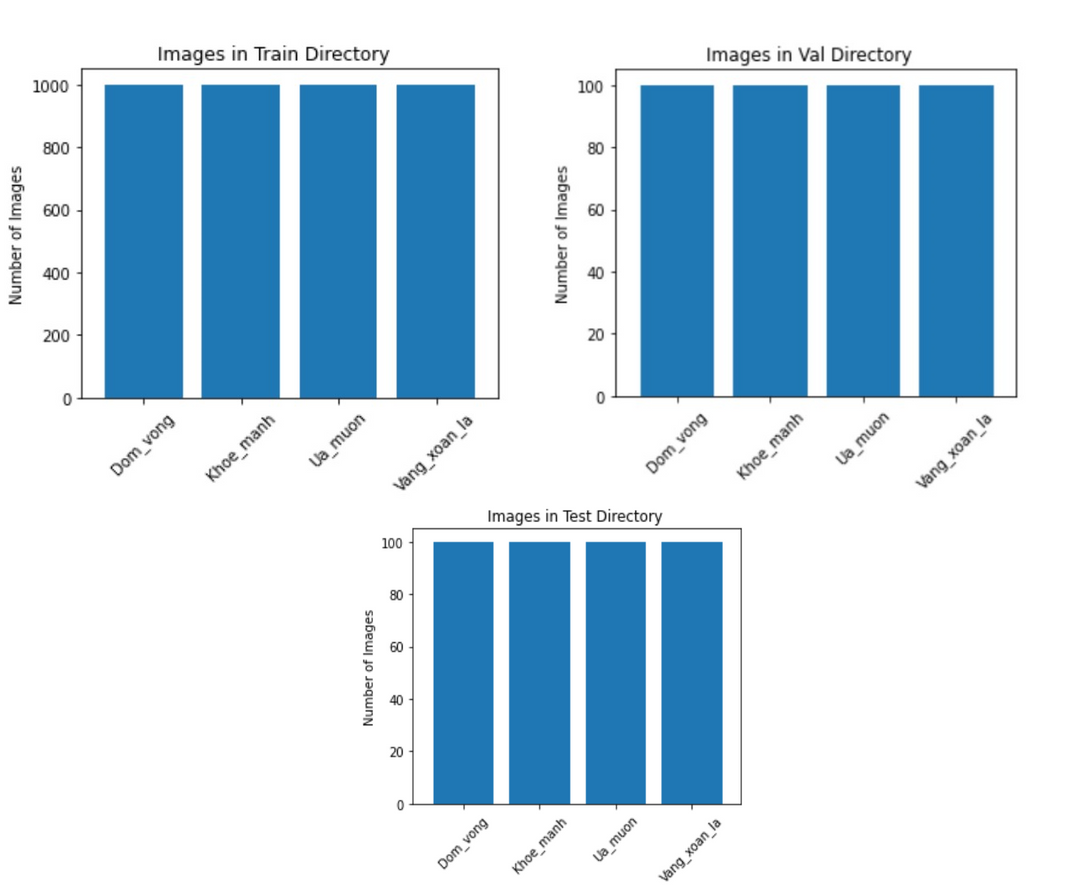 Images in Train Directory
Number of Images
1000
800
600
400
200
0
Dom_vong
Khoe_manh
Ua_muon
Vang_xoan_la
Images in Val Directory
Number of Images
100
80
60
40
20
0
Dom_vong
Khoe_manh
Ua_muon
Vang_xoan_la
Images in Test Directory
Number of Images
100
80
60
40
20
0
Dom_vong
Khoe_manh
Ua_muon
Vang_xoan_la